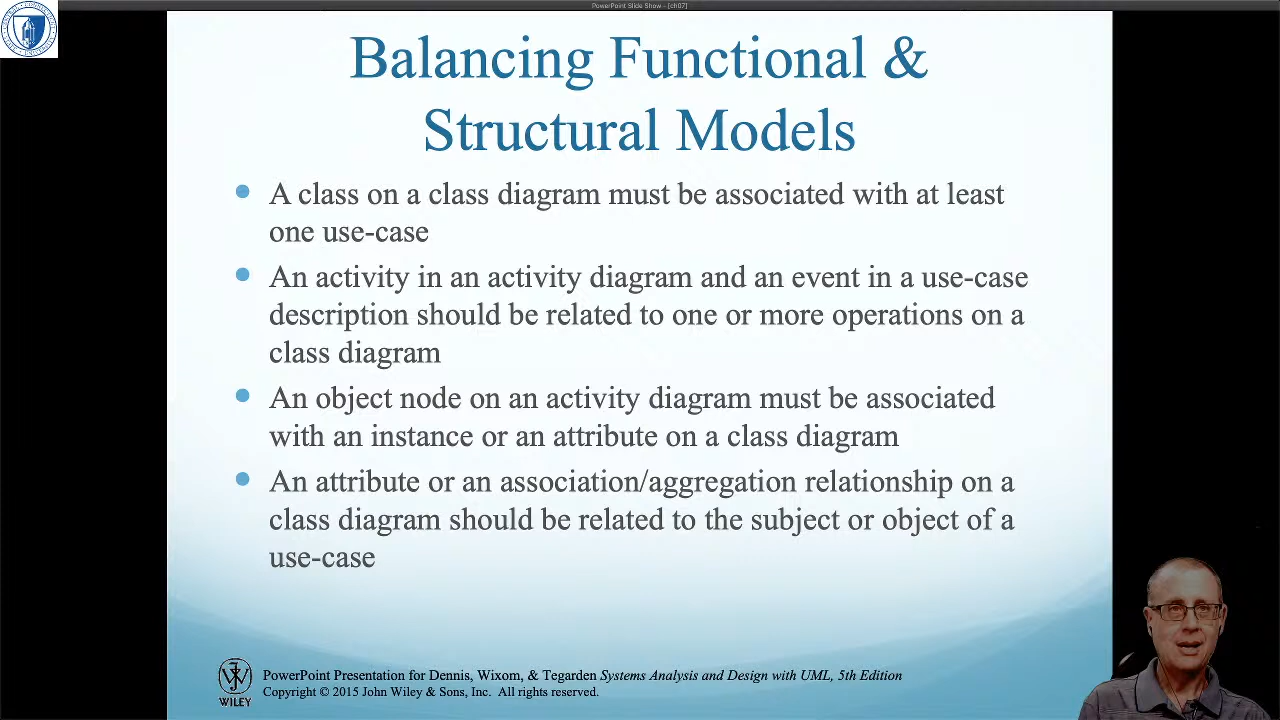 PowerPoint Slide Show - [ch07]
Balancing Functional &
Structural Models
A class on a class diagram must be associated with at least
one use-case
An activity in an activity diagram and an event in a use-case
description should be related to one or more operations on a
class diagram
An object node on an activity diagram must be associated
with an instance or an attribute on a class diagram
An attribute or an association/aggregation relationship on a
class diagram should be related to the subject or object of a
use-case
PowerPoint Presentation for Dennis, Wixom, & Tegarden Systems Analysis and Design with UML, 5th Edition
Copyright © 2015 John Wiley & Sons, Inc. All rights reserved.
WILEY